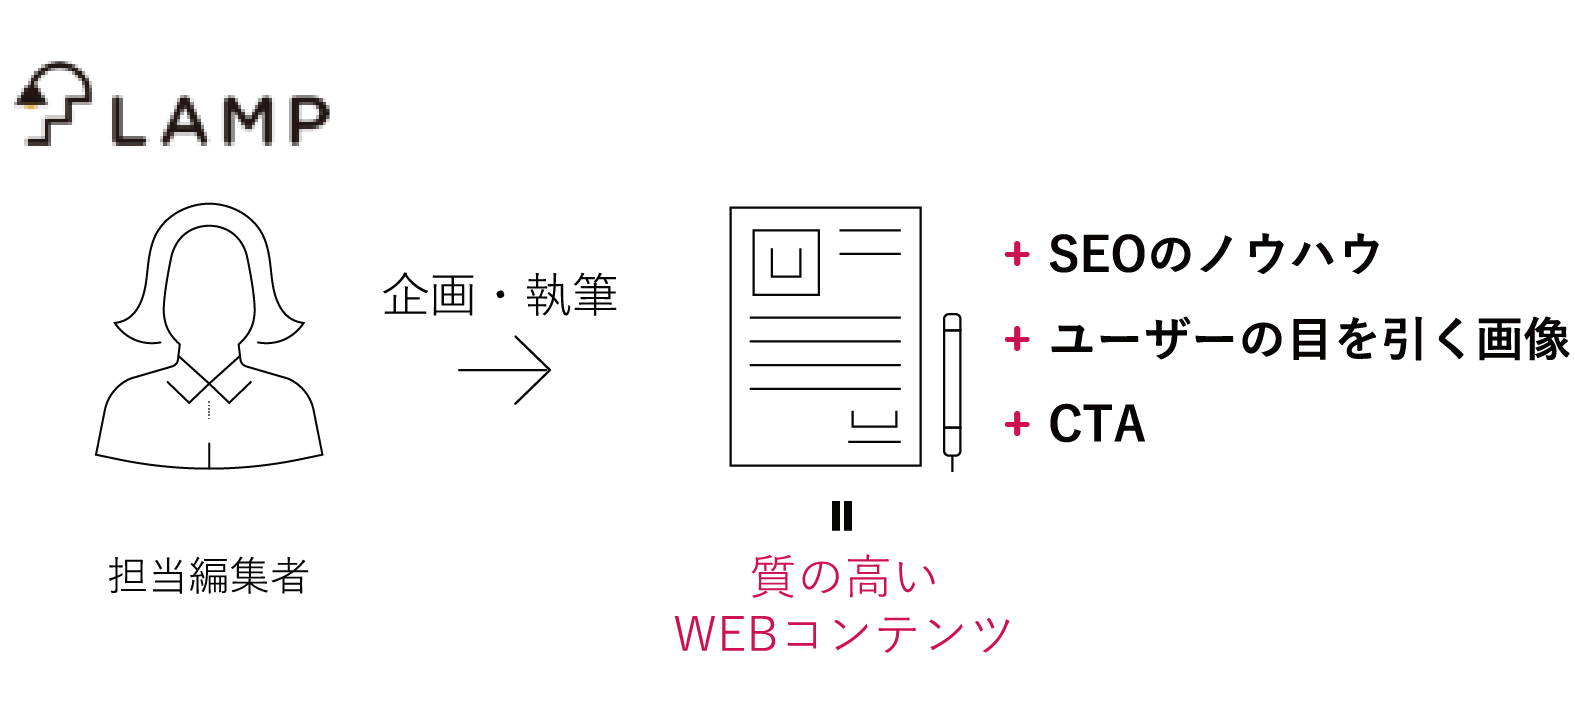 LAMP
企画・執筆
担当編集者
+ SEOのノウハウ
+ ユーザーの目を引く画像
+ CTA
質の高い
WEBコンテンツ